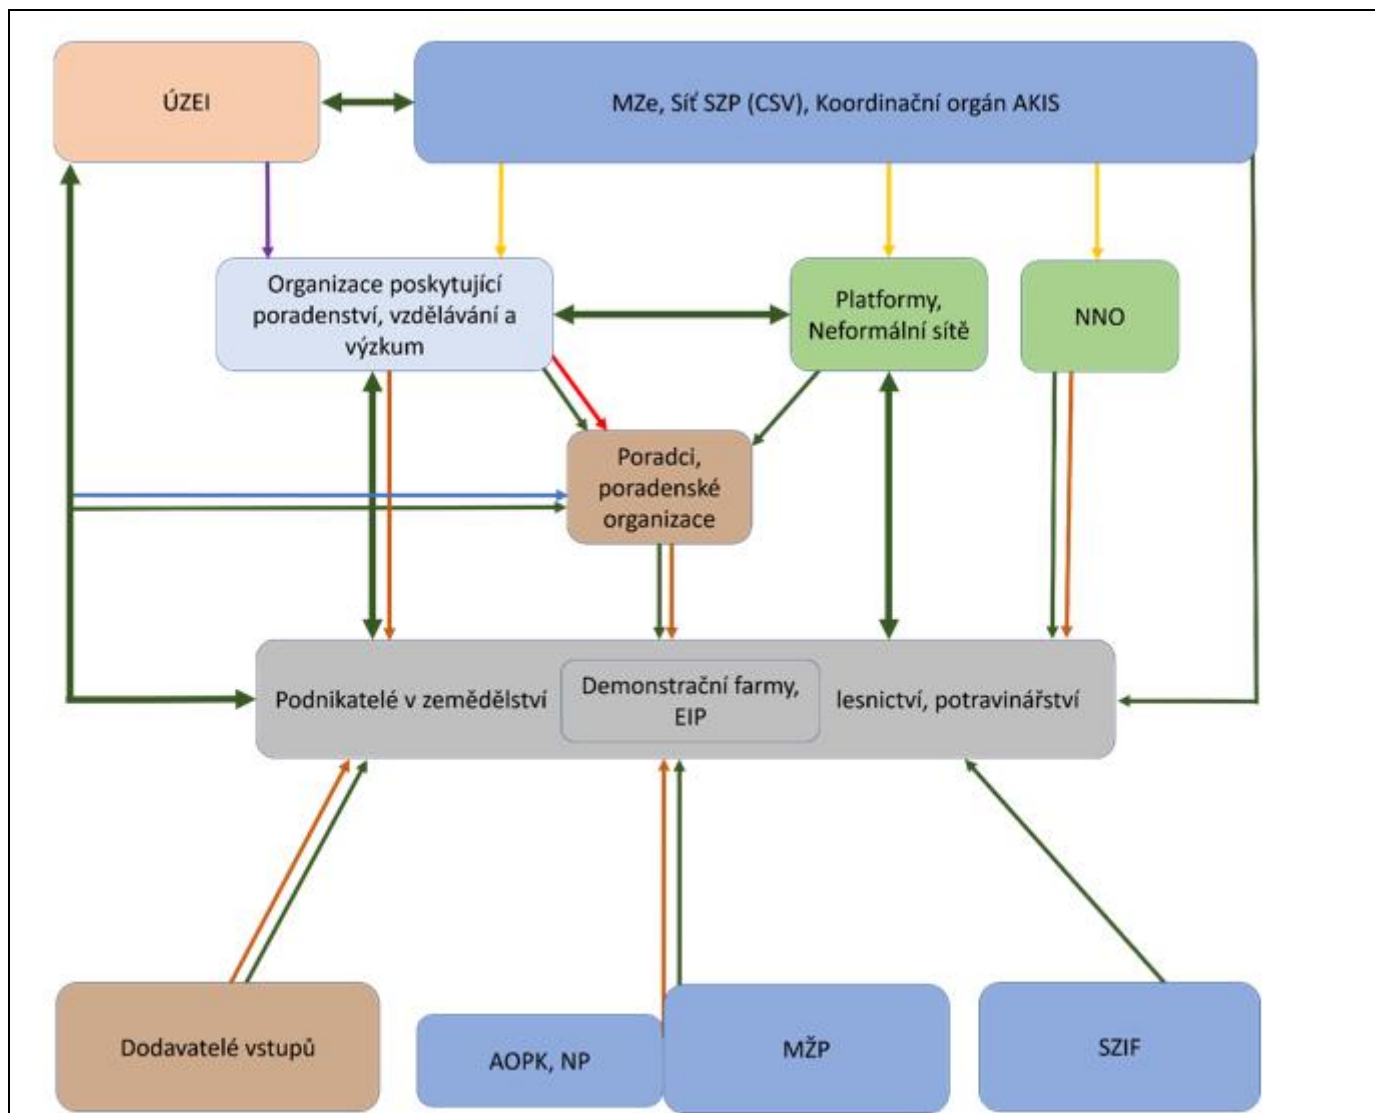 ÚZEI
MZe, Síť SZP (CSV), Koordinační orgán AKIS
Organizace poskytující
poradenství, vzdělávání a
výzkum
Platformy,
Neformální sítě
NNO
Poradci,
poradenské
organizace
Podnikatelé v zemědělství
Demonstrační farmy,
EIP
lesnictví, potravinářství
Dodavatelé vstupů
AOPK, NP
MŽP
SZIF